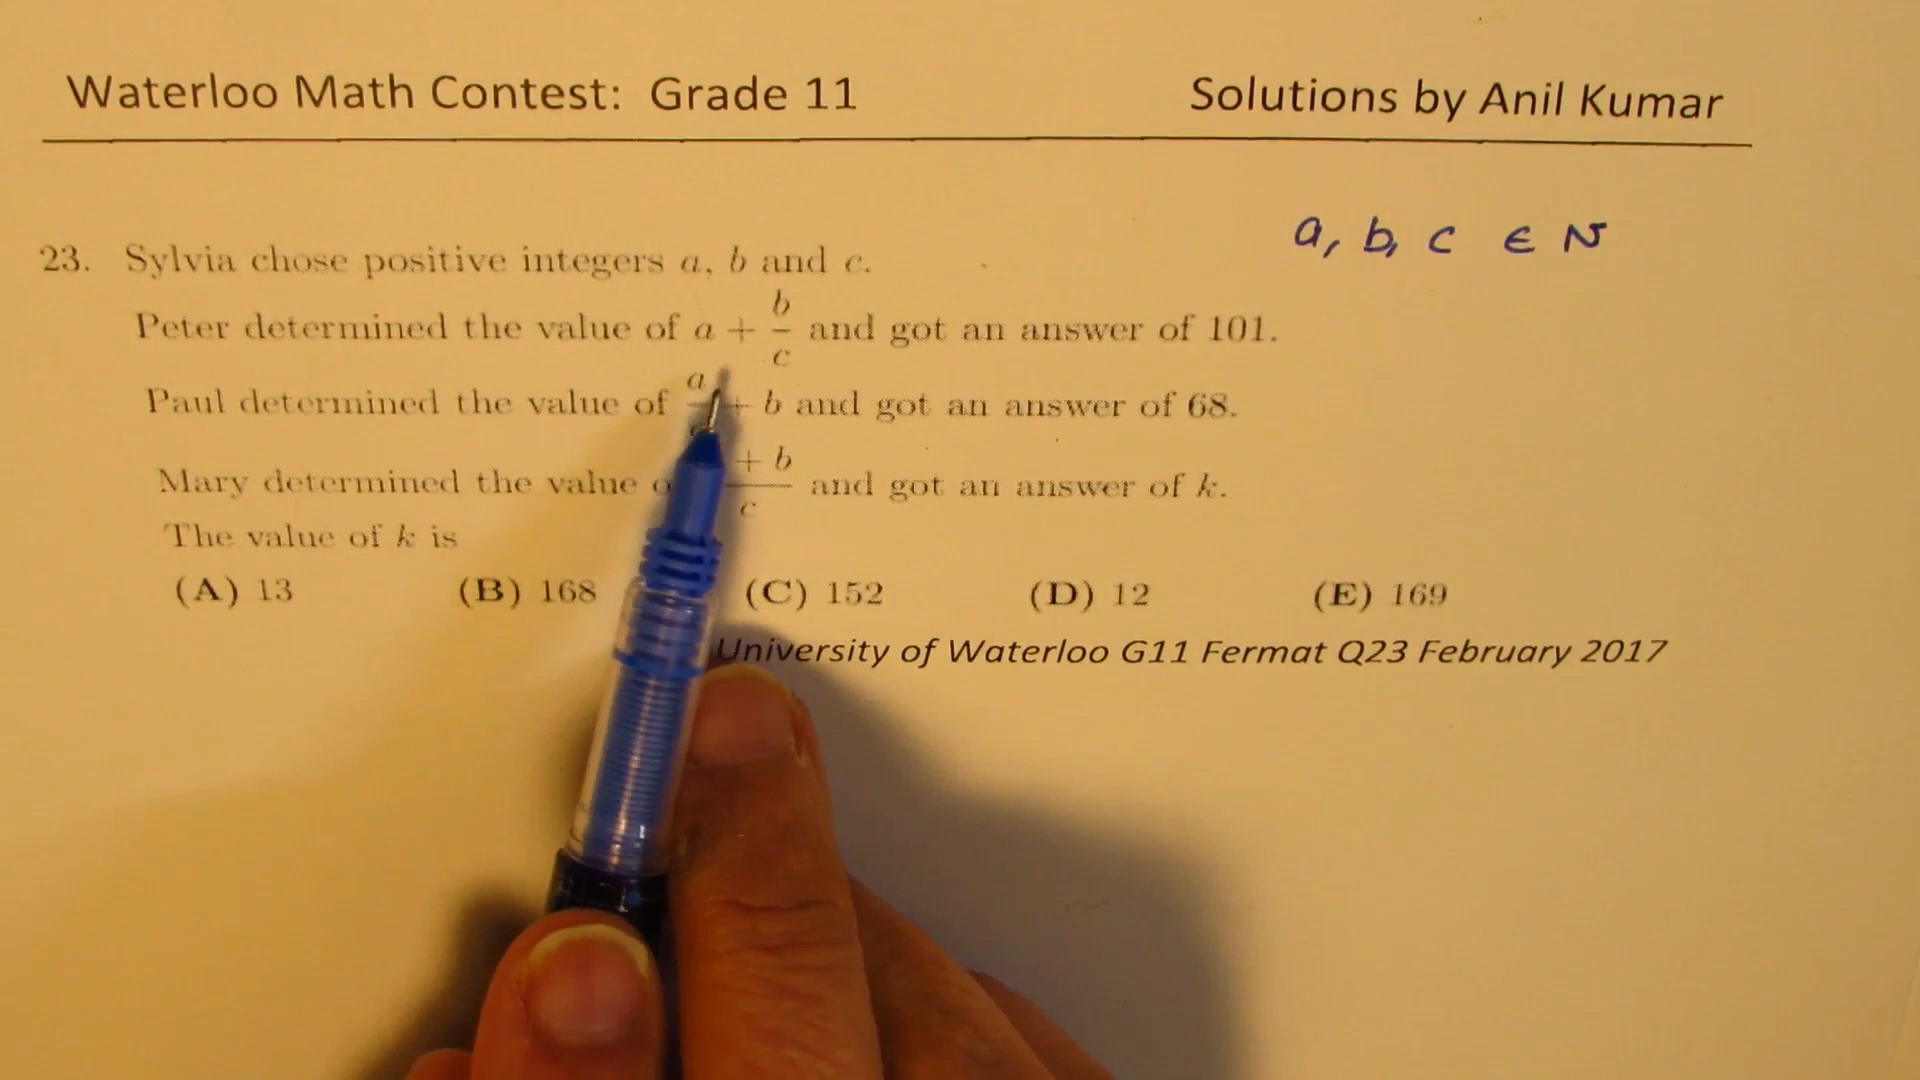 Waterloo Math Contest: Grade 11
Solutions by Anil Kumar
a, b, c ∈ N
23. Sylvia chose positive integers a, b and c.
Peter determined the value of a + b/c and got an answer of 101.
Paul determined the value of a + b and got an answer of 68.
Mary determined the value + b / c and got an answer of k.
The value of k is
(A) 13 (B) 168 (C) 152 (D) 12 (E) 169
University of Waterloo G11 Fermat Q23 February 2017